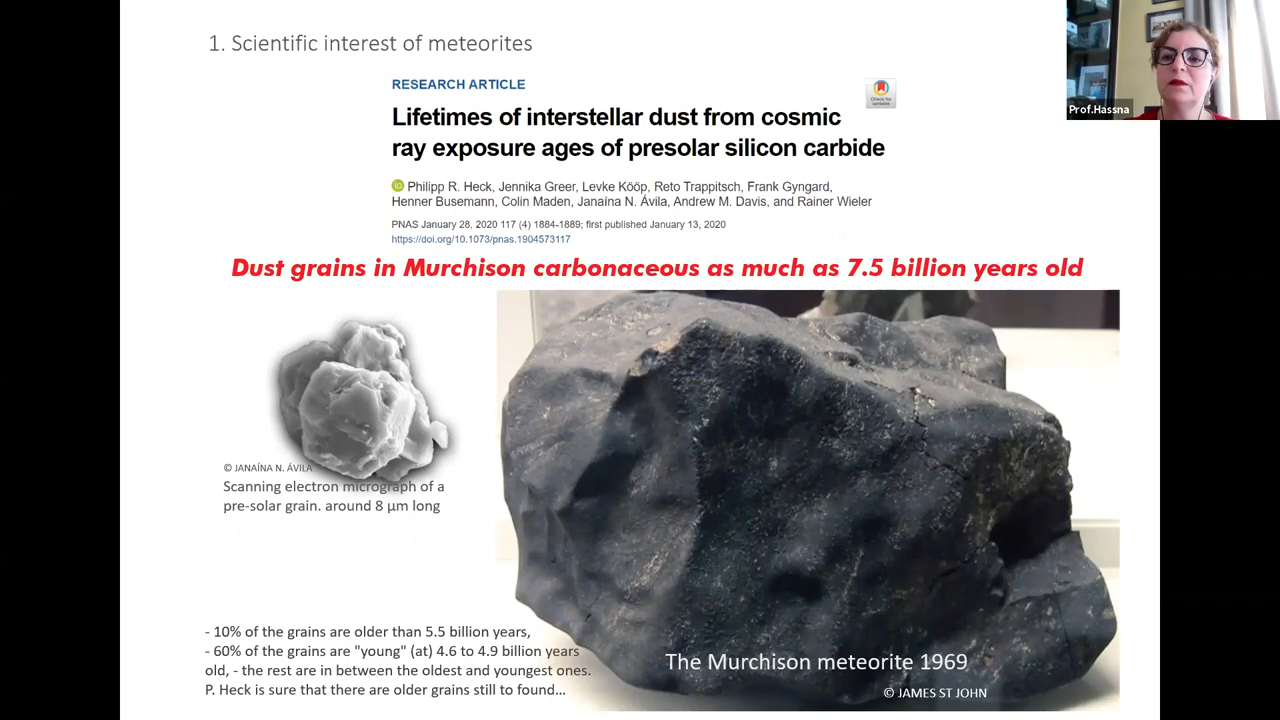 1. Scientific interest of meteorites
Prof.Hassna
RESEARCH ARTICLE
Check for
updates
Lifetimes of interstellar dust from cosmic
ray exposure ages of presolar silicon carbide
iD Philipp R. Heck, Jennika Greer, Levke Kööp, Reto Trappitsch, Frank Gyngard,
Henner Busemann, Colin Maden, Janaína N. Ávila, Andrew M. Davis, and Rainer Wieler
PNAS January 28, 2020 117 (4) 1884-1889; first published January 13, 2020
https://doi.org/10.1073/pnas.1904573117
Dust grains in Murchison carbonaceous as much as 7.5 billion years old
© JANAÍNA N. ÁVILA
Scanning electron micrograph of a
pre-solar grain. around 8 µm long
- 10% of the grains are older than 5.5 billion years,
- 60% of the grains are "young" (at) 4.6 to 4.9 billion years
old, - the rest are in between the oldest and youngest ones.
P. Heck is sure that there are older grains still to found...
The Murchison meteorite 1969
© JAMES ST JOHN